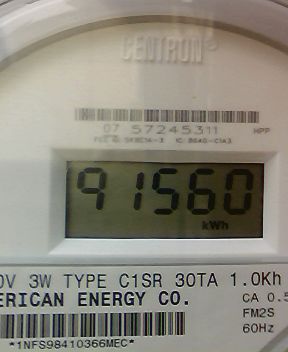 CENTRON®
07 57245311 HPP
91560
kWh
0V 3W TYPE C1SR 30TA 1.0Kh
ERICAN ENERGY CO. CA 0.5
FM2S
60Hz
*1NFS98410366MEC*